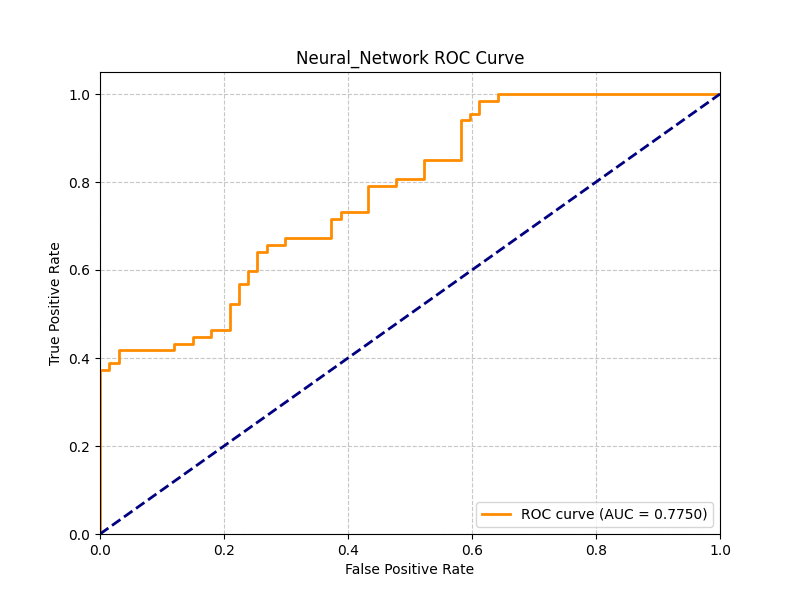 Neural_Network ROC Curve
True Positive Rate
1.0
0.8
0.6
0.4
0.2
0.0
0.0 0.2 0.4 0.6 0.8 1.0
False Positive Rate
ROC curve (AUC = 0.7750)